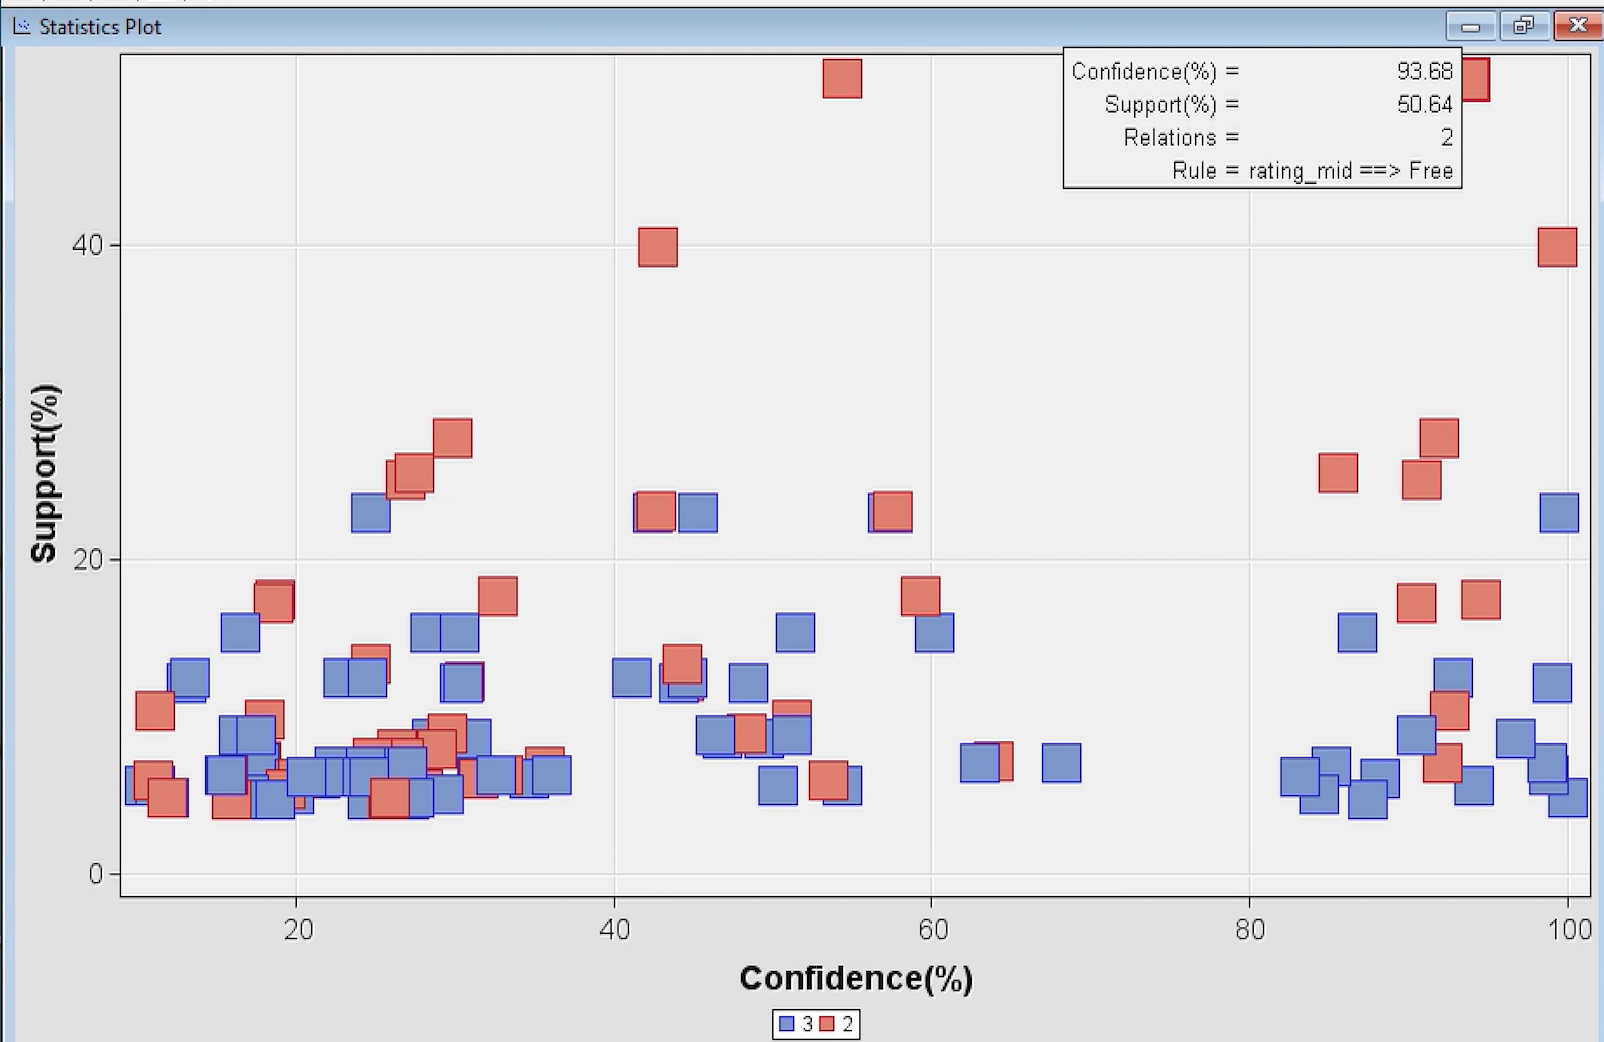 Statistics Plot
Confidence(%) = 93.68
Support(%) = 50.64
Relations = 2
Rule = rating_mid ==> Free
40
20
0
Support(%)
20 40 60 80 100
Confidence(%)
3 2